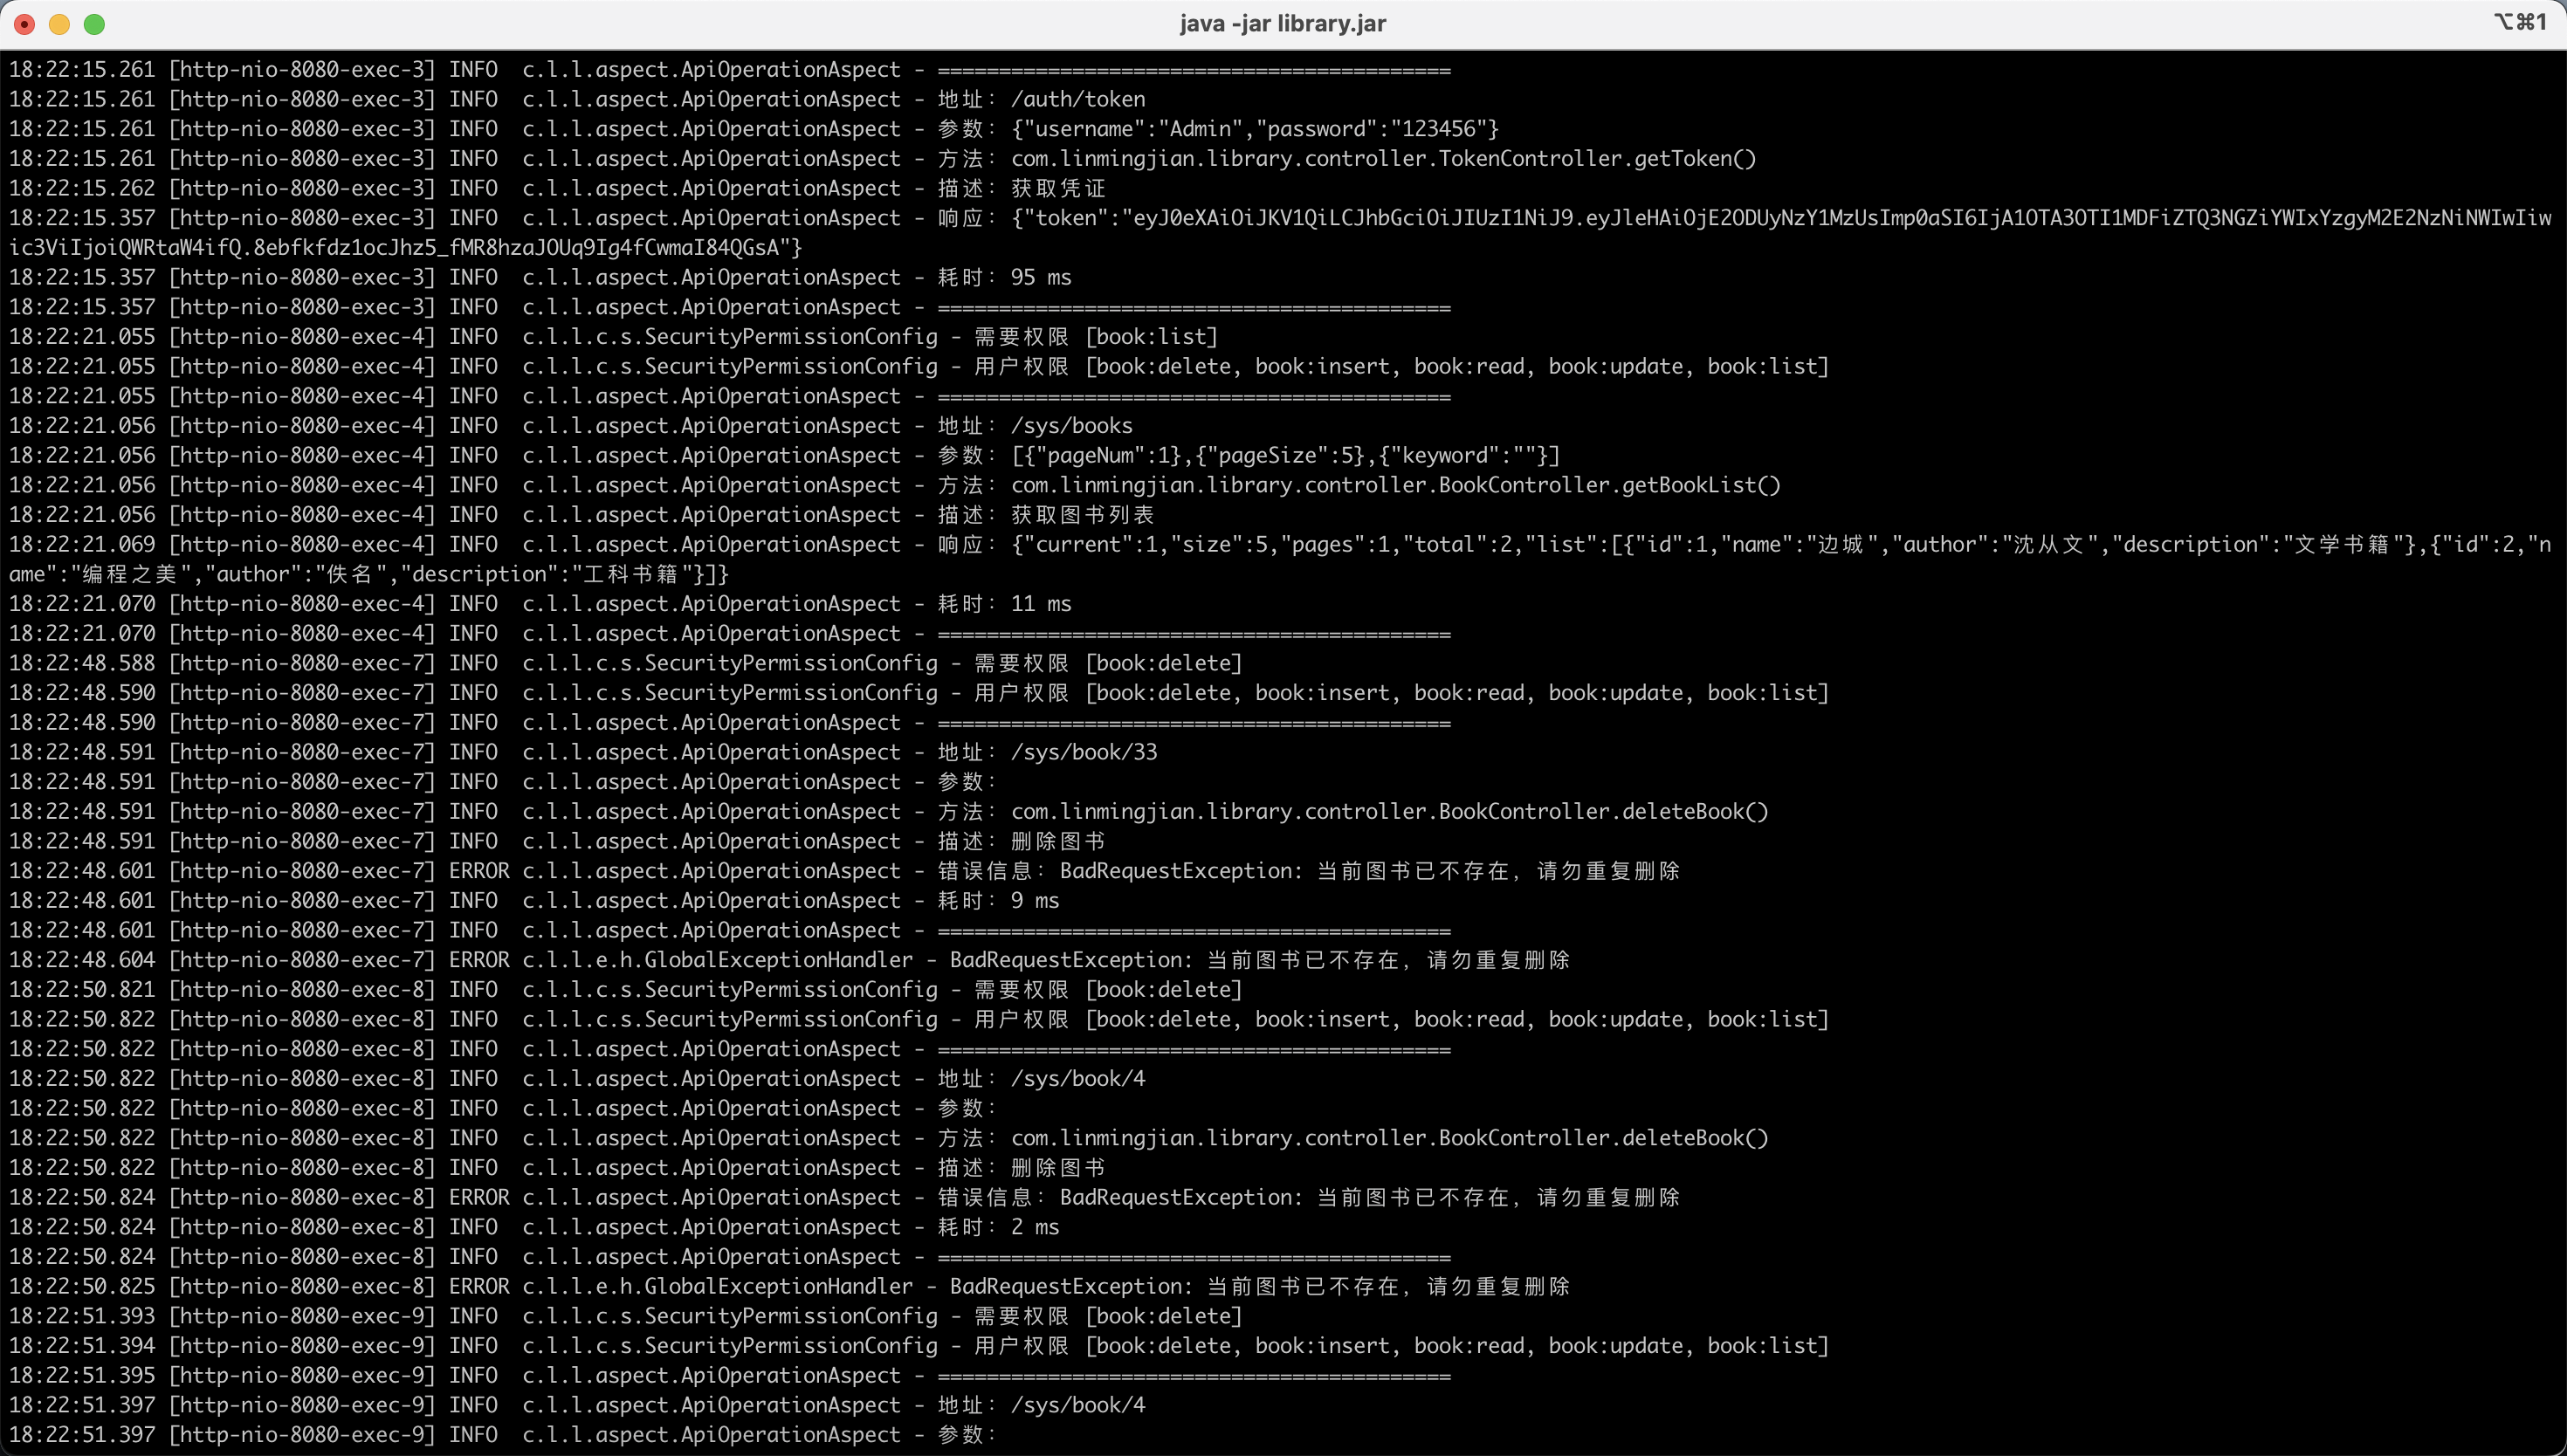 java -jar library.jar
⌥⌘1
18:22:15.261 [http-nio-8080-exec-3] INFO  c.l.l.aspect.ApiOperationAspect - ==========================================
18:22:15.261 [http-nio-8080-exec-3] INFO  c.l.l.aspect.ApiOperationAspect - 地址: /auth/token
18:22:15.261 [http-nio-8080-exec-3] INFO  c.l.l.aspect.ApiOperationAspect - 参数: {"username":"Admin","password":"123456"}
18:22:15.261 [http-nio-8080-exec-3] INFO  c.l.l.aspect.ApiOperationAspect - 方法: com.linmingjian.library.controller.TokenController.getToken()
18:22:15.262 [http-nio-8080-exec-3] INFO  c.l.l.aspect.ApiOperationAspect - 描述: 获取凭证
18:22:15.357 [http-nio-8080-exec-3] INFO  c.l.l.aspect.ApiOperationAspect - 响应: {"token":"eyJ0eXAiOiJKV1QiLCJhbGciOiJIUzI1NiJ9.eyJleHAiOjE2ODUyNzY1MzUsImp0aSI6IjA1OTA3OTI1MDFiZTQ3NGZiYWIxYzgyM2E2NzNiNWIwIiw
ic3ViIjoiQWRtaW4ifQ.8ebfkfdz1ocJhz5_fMR8hzaJOUq9Ig4fCwmaI84QGsA"}
18:22:15.357 [http-nio-8080-exec-3] INFO  c.l.l.aspect.ApiOperationAspect - 耗时: 95 ms
18:22:15.357 [http-nio-8080-exec-3] INFO  c.l.l.aspect.ApiOperationAspect - ==========================================
18:22:21.055 [http-nio-8080-exec-4] INFO  c.l.l.c.s.SecurityPermissionConfig - 需要权限 [book:list]
18:22:21.055 [http-nio-8080-exec-4] INFO  c.l.l.c.s.SecurityPermissionConfig - 用户权限 [book:delete, book:insert, book:read, book:update, book:list]
18:22:21.055 [http-nio-8080-exec-4] INFO  c.l.l.aspect.ApiOperationAspect - ==========================================
18:22:21.056 [http-nio-8080-exec-4] INFO  c.l.l.aspect.ApiOperationAspect - 地址: /sys/books
18:22:21.056 [http-nio-8080-exec-4] INFO  c.l.l.aspect.ApiOperationAspect - 参数: [{"pageNum":1},{"pageSize":5},{"keyword":""}]
18:22:21.056 [http-nio-8080-exec-4] INFO  c.l.l.aspect.ApiOperationAspect - 方法: com.linmingjian.library.controller.BookController.getBookList()
18:22:21.056 [http-nio-8080-exec-4] INFO  c.l.l.aspect.ApiOperationAspect - 描述: 获取图书列表
18:22:21.069 [http-nio-8080-exec-4] INFO  c.l.l.aspect.ApiOperationAspect - 响应: {"current":1,"size":5,"pages":1,"total":2,"list":[{"id":1,"name":"边城","author":"沈从文","description":"文学书籍"},{"id":2,"n
ame":"编程之美","author":"佚名","description":"工科书籍"}]}
18:22:21.070 [http-nio-8080-exec-4] INFO  c.l.l.aspect.ApiOperationAspect - 耗时: 11 ms
18:22:21.070 [http-nio-8080-exec-4] INFO  c.l.l.aspect.ApiOperationAspect - ==========================================
18:22:48.588 [http-nio-8080-exec-7] INFO  c.l.l.c.s.SecurityPermissionConfig - 需要权限 [book:delete]
18:22:48.590 [http-nio-8080-exec-7] INFO  c.l.l.c.s.SecurityPermissionConfig - 用户权限 [book:delete, book:insert, book:read, book:update, book:list]
18:22:48.590 [http-nio-8080-exec-7] INFO  c.l.l.aspect.ApiOperationAspect - ==========================================
18:22:48.591 [http-nio-8080-exec-7] INFO  c.l.l.aspect.ApiOperationAspect - 地址: /sys/book/33
18:22:48.591 [http-nio-8080-exec-7] INFO  c.l.l.aspect.ApiOperationAspect - 参数:
18:22:48.591 [http-nio-8080-exec-7] INFO  c.l.l.aspect.ApiOperationAspect - 方法: com.linmingjian.library.controller.BookController.deleteBook()
18:22:48.591 [http-nio-8080-exec-7] INFO  c.l.l.aspect.ApiOperationAspect - 描述: 删除图书
18:22:48.601 [http-nio-8080-exec-7] ERROR c.l.l.aspect.ApiOperationAspect - 错误信息: BadRequestException: 当前图书已不存在, 请勿重复删除
18:22:48.601 [http-nio-8080-exec-7] INFO  c.l.l.aspect.ApiOperationAspect - 耗时: 9 ms
18:22:48.601 [http-nio-8080-exec-7] INFO  c.l.l.aspect.ApiOperationAspect - ==========================================
18:22:48.604 [http-nio-8080-exec-7] ERROR c.l.l.e.h.GlobalExceptionHandler - BadRequestException: 当前图书已不存在, 请勿重复删除
18:22:50.821 [http-nio-8080-exec-8] INFO  c.l.l.c.s.SecurityPermissionConfig - 需要权限 [book:delete]
18:22:50.822 [http-nio-8080-exec-8] INFO  c.l.l.c.s.SecurityPermissionConfig - 用户权限 [book:delete, book:insert, book:read, book:update, book:list]
18:22:50.822 [http-nio-8080-exec-8] INFO  c.l.l.aspect.ApiOperationAspect - ==========================================
18:22:50.822 [http-nio-8080-exec-8] INFO  c.l.l.aspect.ApiOperationAspect - 地址: /sys/book/4
18:22:50.822 [http-nio-8080-exec-8] INFO  c.l.l.aspect.ApiOperationAspect - 参数:
18:22:50.822 [http-nio-8080-exec-8] INFO  c.l.l.aspect.ApiOperationAspect - 方法: com.linmingjian.library.controller.BookController.deleteBook()
18:22:50.822 [http-nio-8080-exec-8] INFO  c.l.l.aspect.ApiOperationAspect - 描述: 删除图书
18:22:50.824 [http-nio-8080-exec-8] ERROR c.l.l.aspect.ApiOperationAspect - 错误信息: BadRequestException: 当前图书已不存在, 请勿重复删除
18:22:50.824 [http-nio-8080-exec-8] INFO  c.l.l.aspect.ApiOperationAspect - 耗时: 2 ms
18:22:50.824 [http-nio-8080-exec-8] INFO  c.l.l.aspect.ApiOperationAspect - ==========================================
18:22:50.825 [http-nio-8080-exec-8] ERROR c.l.l.e.h.GlobalExceptionHandler - BadRequestException: 当前图书已不存在, 请勿重复删除
18:22:51.393 [http-nio-8080-exec-9] INFO  c.l.l.c.s.SecurityPermissionConfig - 需要权限 [book:delete]
18:22:51.394 [http-nio-8080-exec-9] INFO  c.l.l.c.s.SecurityPermissionConfig - 用户权限 [book:delete, book:insert, book:read, book:update, book:list]
18:22:51.395 [http-nio-8080-exec-9] INFO  c.l.l.aspect.ApiOperationAspect - ==========================================
18:22:51.397 [http-nio-8080-exec-9] INFO  c.l.l.aspect.ApiOperationAspect - 地址: /sys/book/4
18:22:51.397 [http-nio-8080-exec-9] INFO  c.l.l.aspect.ApiOperationAspect - 参数: